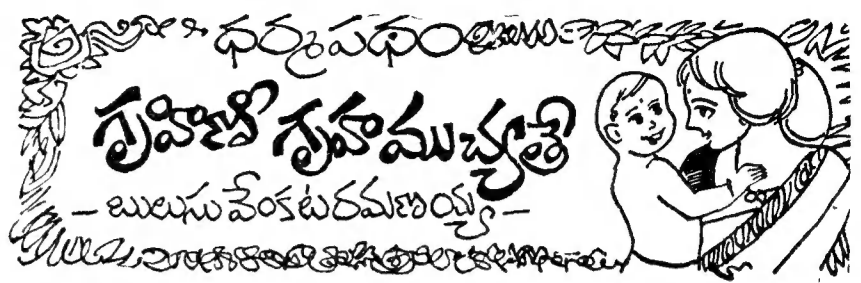 ధర్మపథం
గృహిణీ గృహముచ్యతే
- బులుసు వేంకటరమణయ్య -